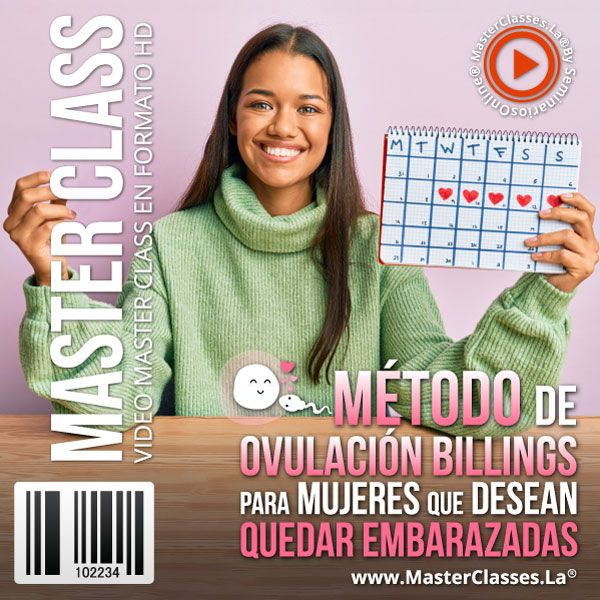 MASTER CLASS
VIDEO MASTER CLASS EN FORMATO HD
MasterClasses.La® By SeminariosOnline®
M T W T F S S
MÉTODO DE
OVULACIÓN BILLINGS
PARA MUJERES QUE DESEAN
QUEDAR EMBARAZADAS
102234
www.MasterClasses.La®